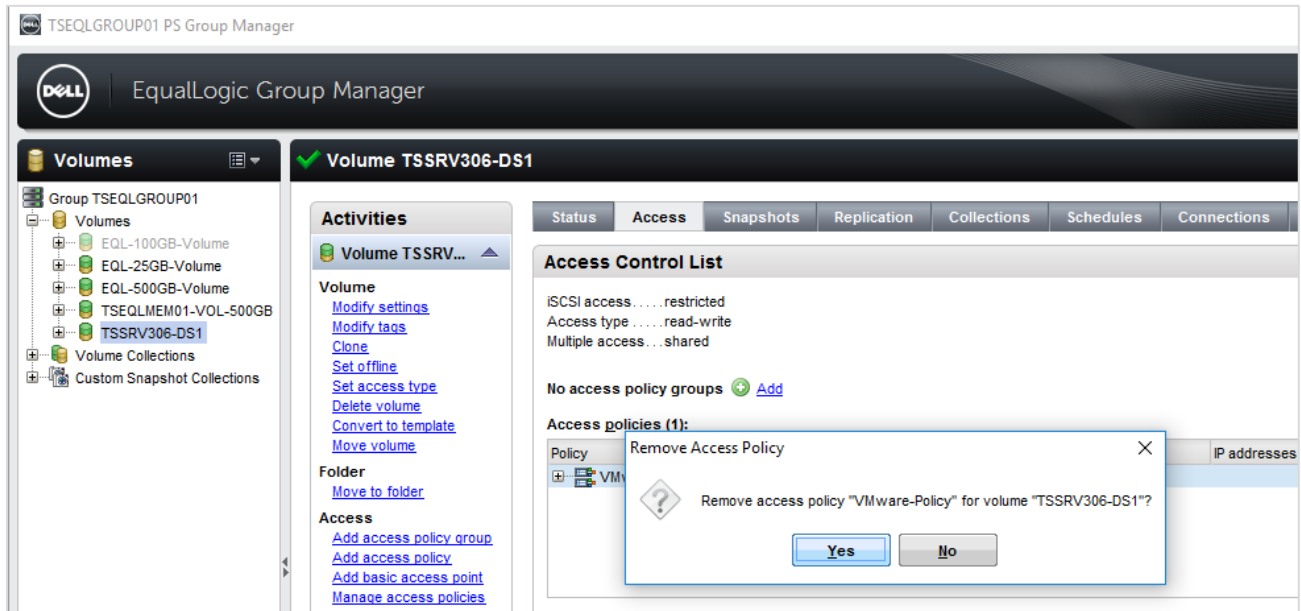 TSEQLGROUP01 PS Group Manager
DELL
EqualLogic Group Manager
Volumes
Group TSEQLGROUP01
Volumes
EQL-100GB-Volume
EQL-25GB-Volume
EQL-500GB-Volume
TSEQLMEM01-VOL-500GB
TSSRV306-DS1
Volume Collections
Custom Snapshot Collections
Volume TSSRV306-DS1
Activities
Volume TSSRV...
Volume
Modify settings
Modify tags
Clone
Set offline
Set access type
Delete volume
Convert to template
Move volume
Folder
Move to folder
Access
Add access policy group
Add access policy
Add basic access point
Manage access policies
Status Access Snapshots Replication Collections Schedules Connections
Access Control List
iSCSI access.....restricted
Access type.....read-write
Multiple access...shared
No access policy groups Add
Access policies (1):
Policy IP addresses
Remove Access Policy
Remove access policy "VMware-Policy" for volume "TSSRV306-DS1"?
Yes No